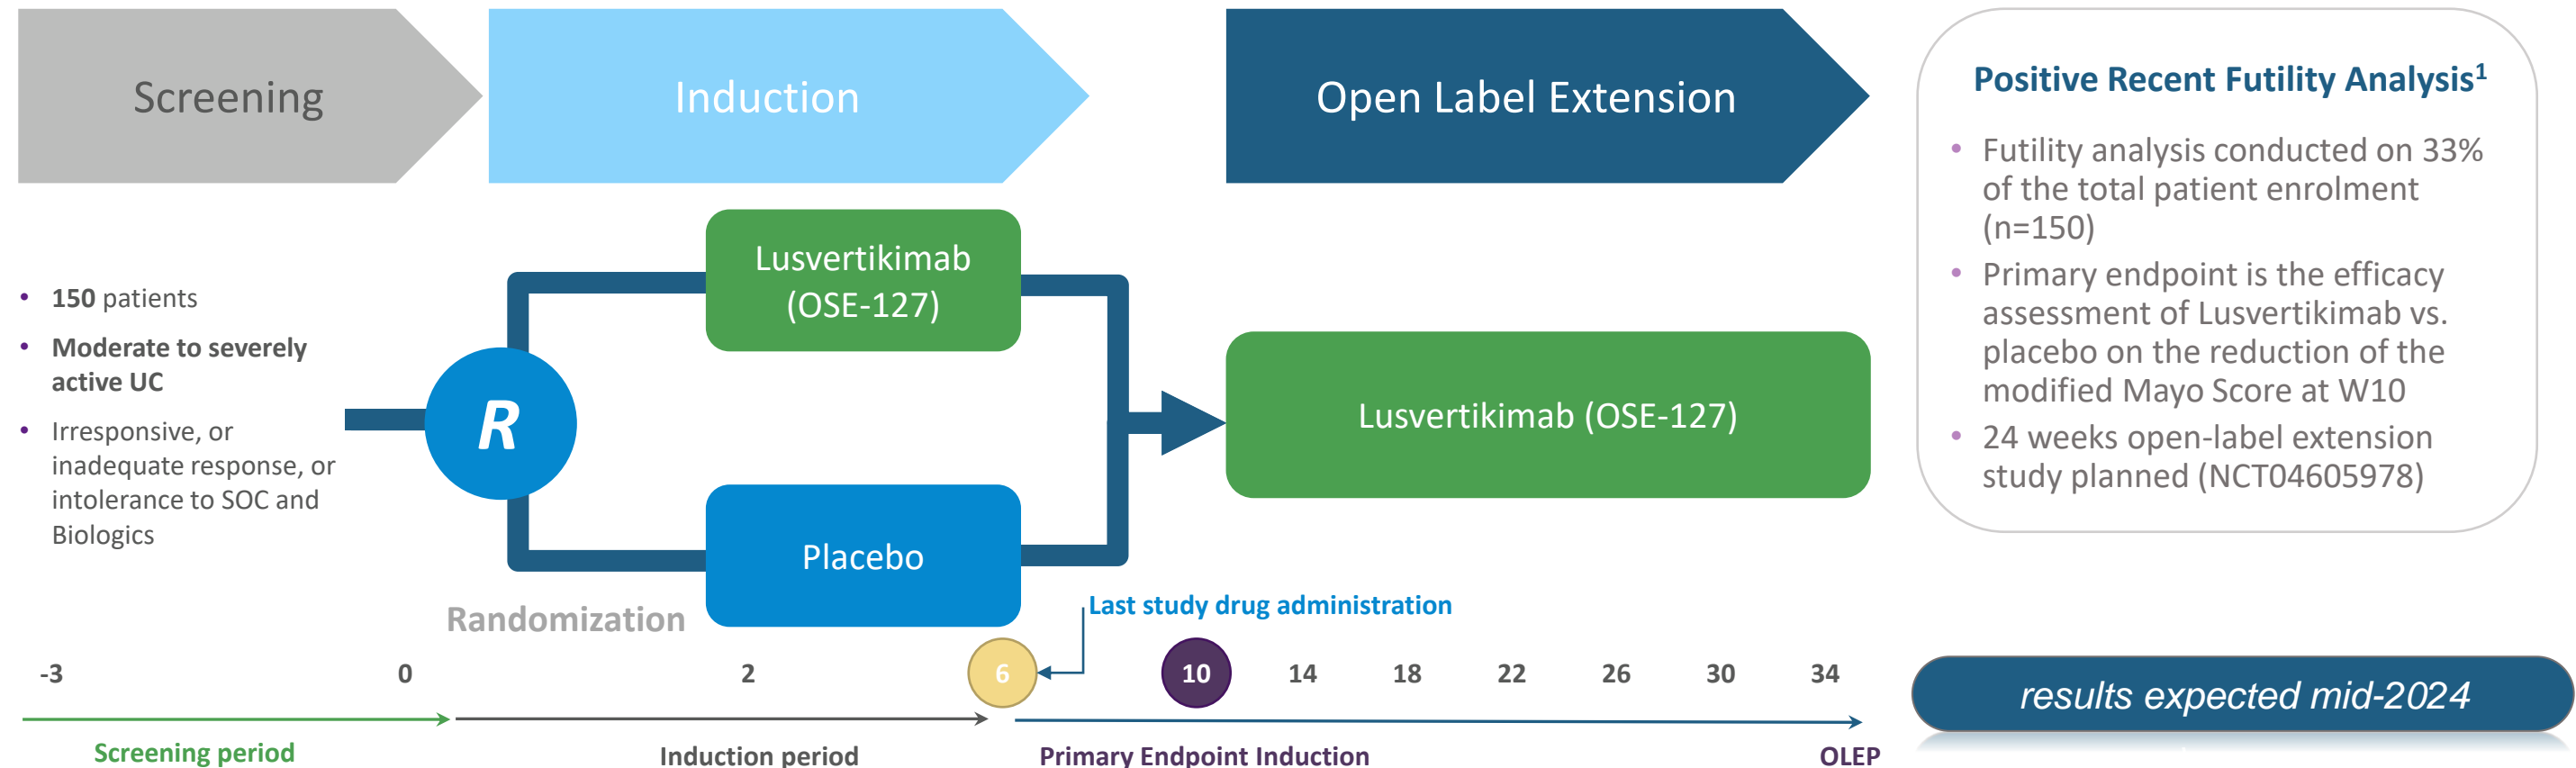 Screening
Induction
Open Label Extension
• 150 patients
• Moderate to severely
active UC
• Irresponsive, or
inadequate response, or
intolerance to SOC and
Biologics
R
Randomization
Lusvertikimab
(OSE-127)
Placebo
Lusvertikimab (OSE-127)
Last study drug administration
-3 0 2 6 10 14 18 22 26 30 34
Screening period
Induction period
Primary Endpoint Induction
OLEP
Positive Recent Futility Analysis¹
• Futility analysis conducted on 33%
of the total patient enrolment
(n=150)
• Primary endpoint is the efficacy
assessment of Lusvertikimab vs.
placebo on the reduction of the
modified Mayo Score at W10
• 24 weeks open-label extension
study planned (NCT04605978)
results expected mid-2024